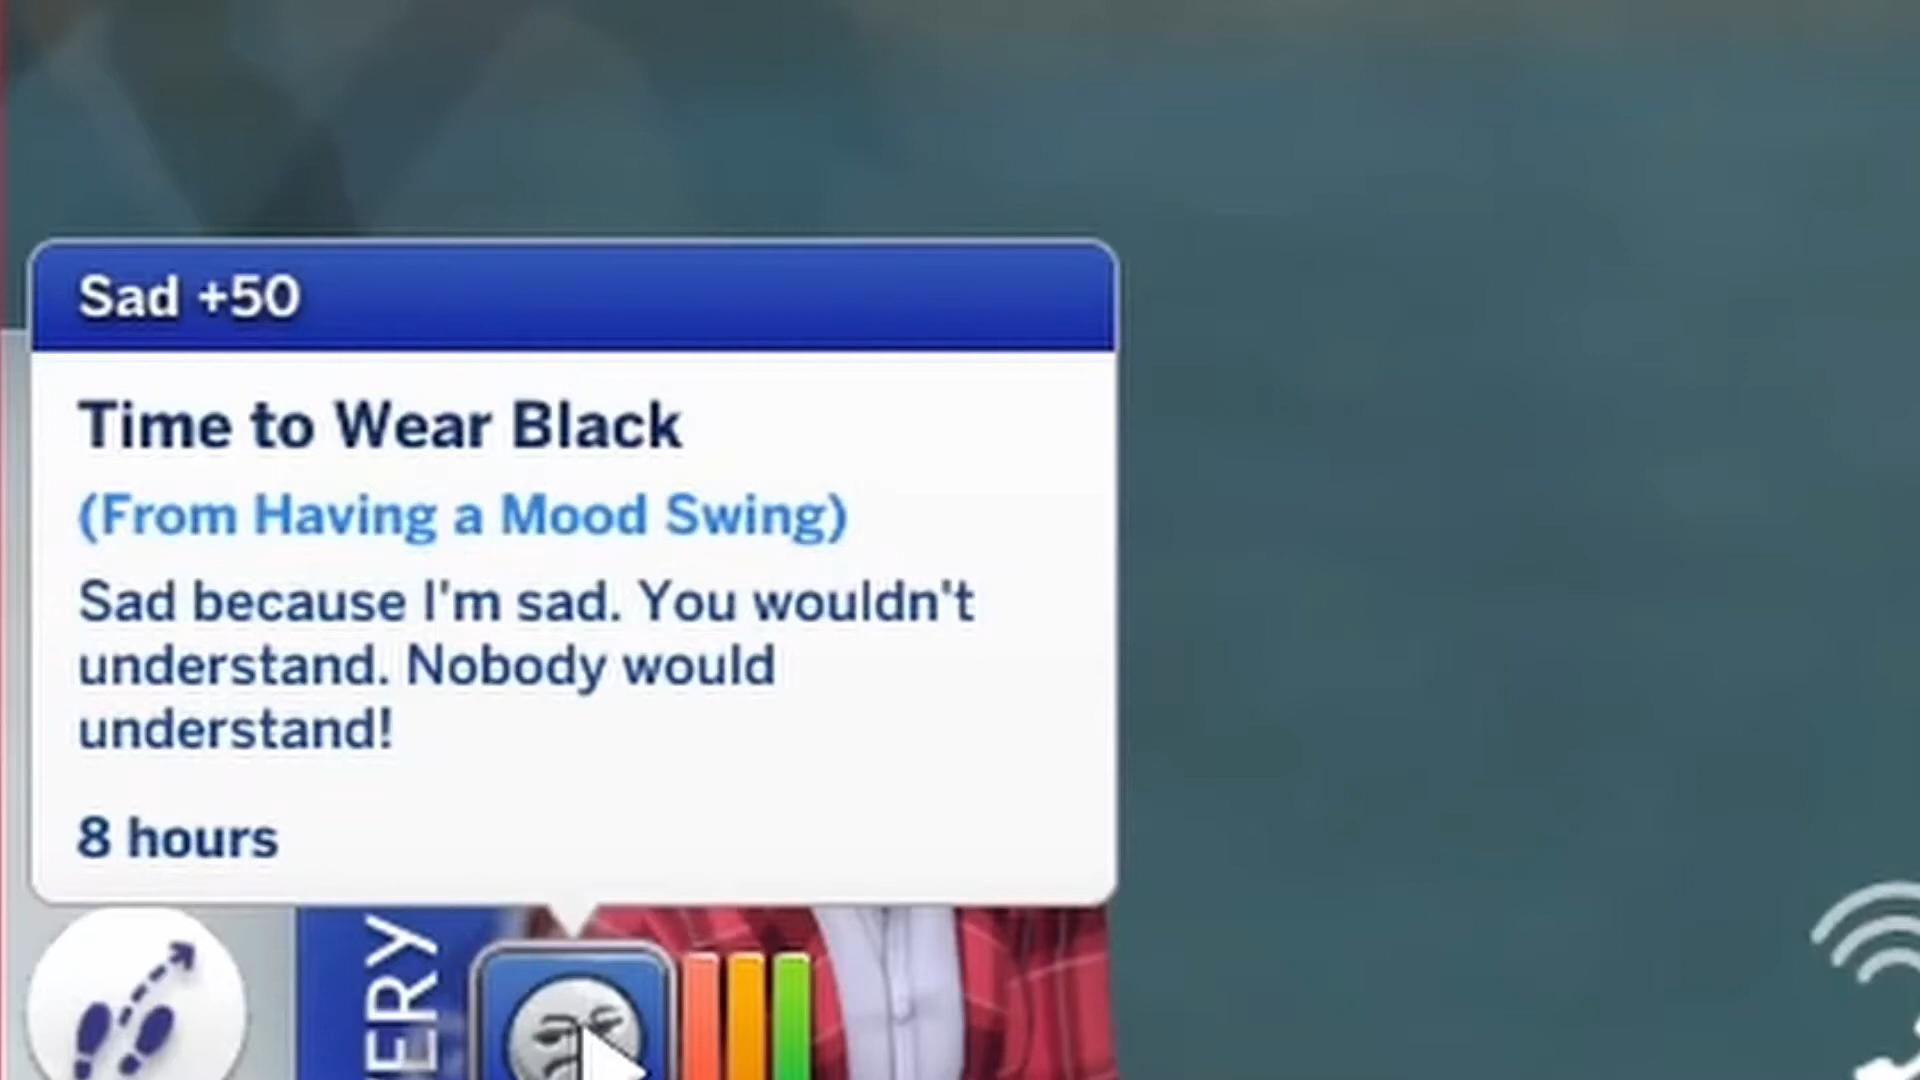 Sad +50
Time to Wear Black
(From Having a Mood Swing)
Sad because I'm sad. You wouldn't
understand. Nobody would
understand!
8 hours
ERY